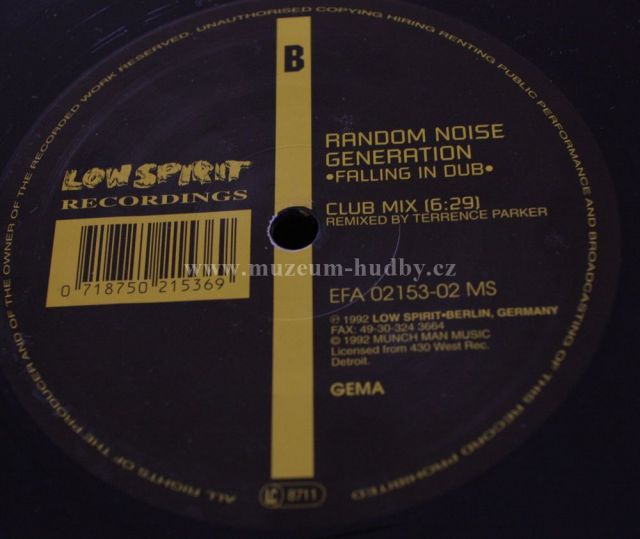 ALL RIGHTS OF THE PRODUCER AND OF THE OWNER OF THE RECORDED WORK RESERVED. UNAUTHORISED COPYING HIRING RENTING PUBLIC PERFORMANCE AND BROADCASTING OF THIS RECORD PROHIBITED
B
LOW SPIRIT
RECORDINGS
0 718750 215369
RANDOM NOISE
GENERATION
•FALLING IN DUB•
CLUB MIX (6:29)
REMIXED BY TERRENCE PARKER
www.muzeum-hudby.cz
EFA 02153-02 MS
℗ 1992 LOW SPIRIT•BERLIN, GERMANY
FAX: 49-30-324 3664
© 1992 MUNCH MAN MUSIC
Licensed from 430 West Rec.
Detroit.
GEMA
LC 8711